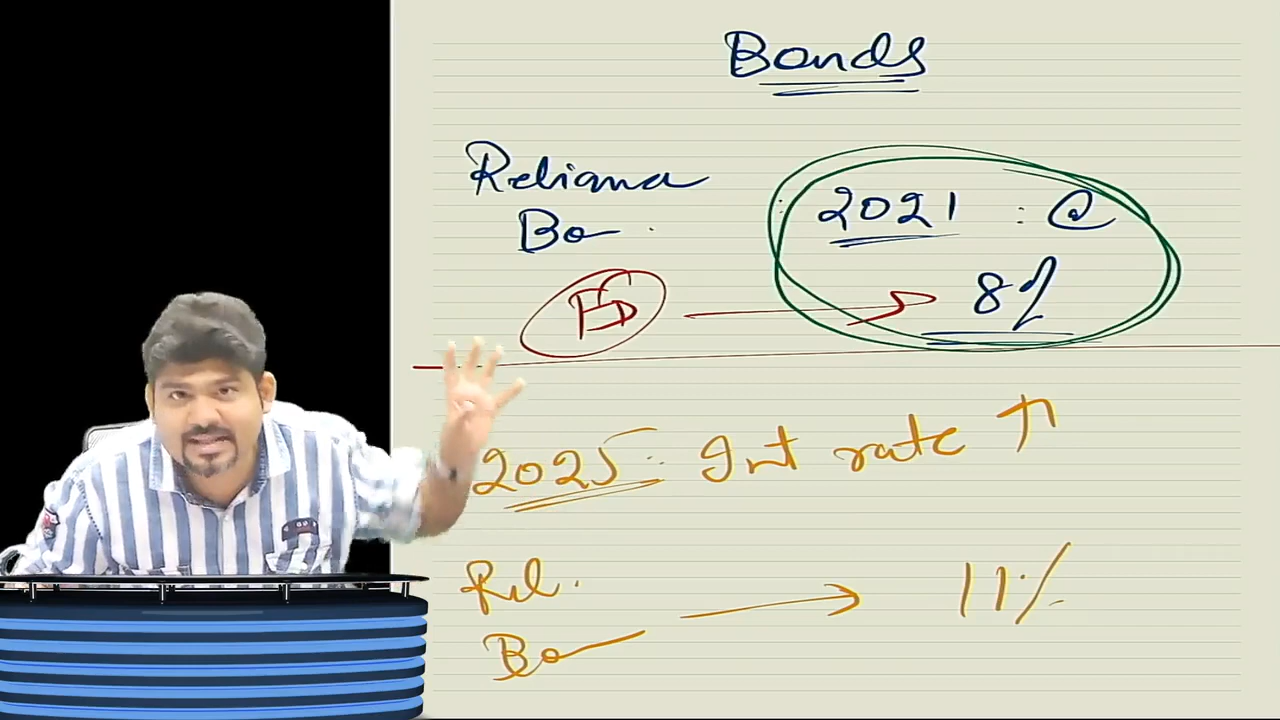 Bonds
Reliance
Bo
2021 : @
8%
FD
2025 : Int rate ↑
Rel.
Bo
11%